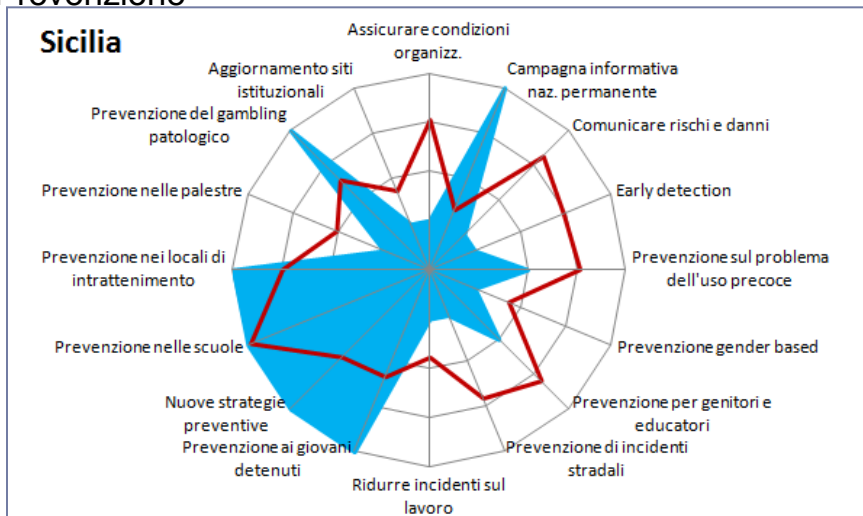 revenzione
Sicilia
Assicurare condizioni
organizz.
Campagna informativa
naz. permanente
Comunicare rischi e danni
Early detection
Prevenzione sul problema
dell'uso precoce
Prevenzione gender based
Prevenzione per genitori e
educatori
Prevenzione di incidenti
stradali
Ridurre incidenti sul
lavoro
Prevenzione ai giovani
detenuti
Nuove strategie
preventive
Prevenzione nelle scuole
Prevenzione nei locali di
intrattenimento
Prevenzione nelle palestre
Prevenzione del gambling
patologico
Aggiornamento siti
istituzionali